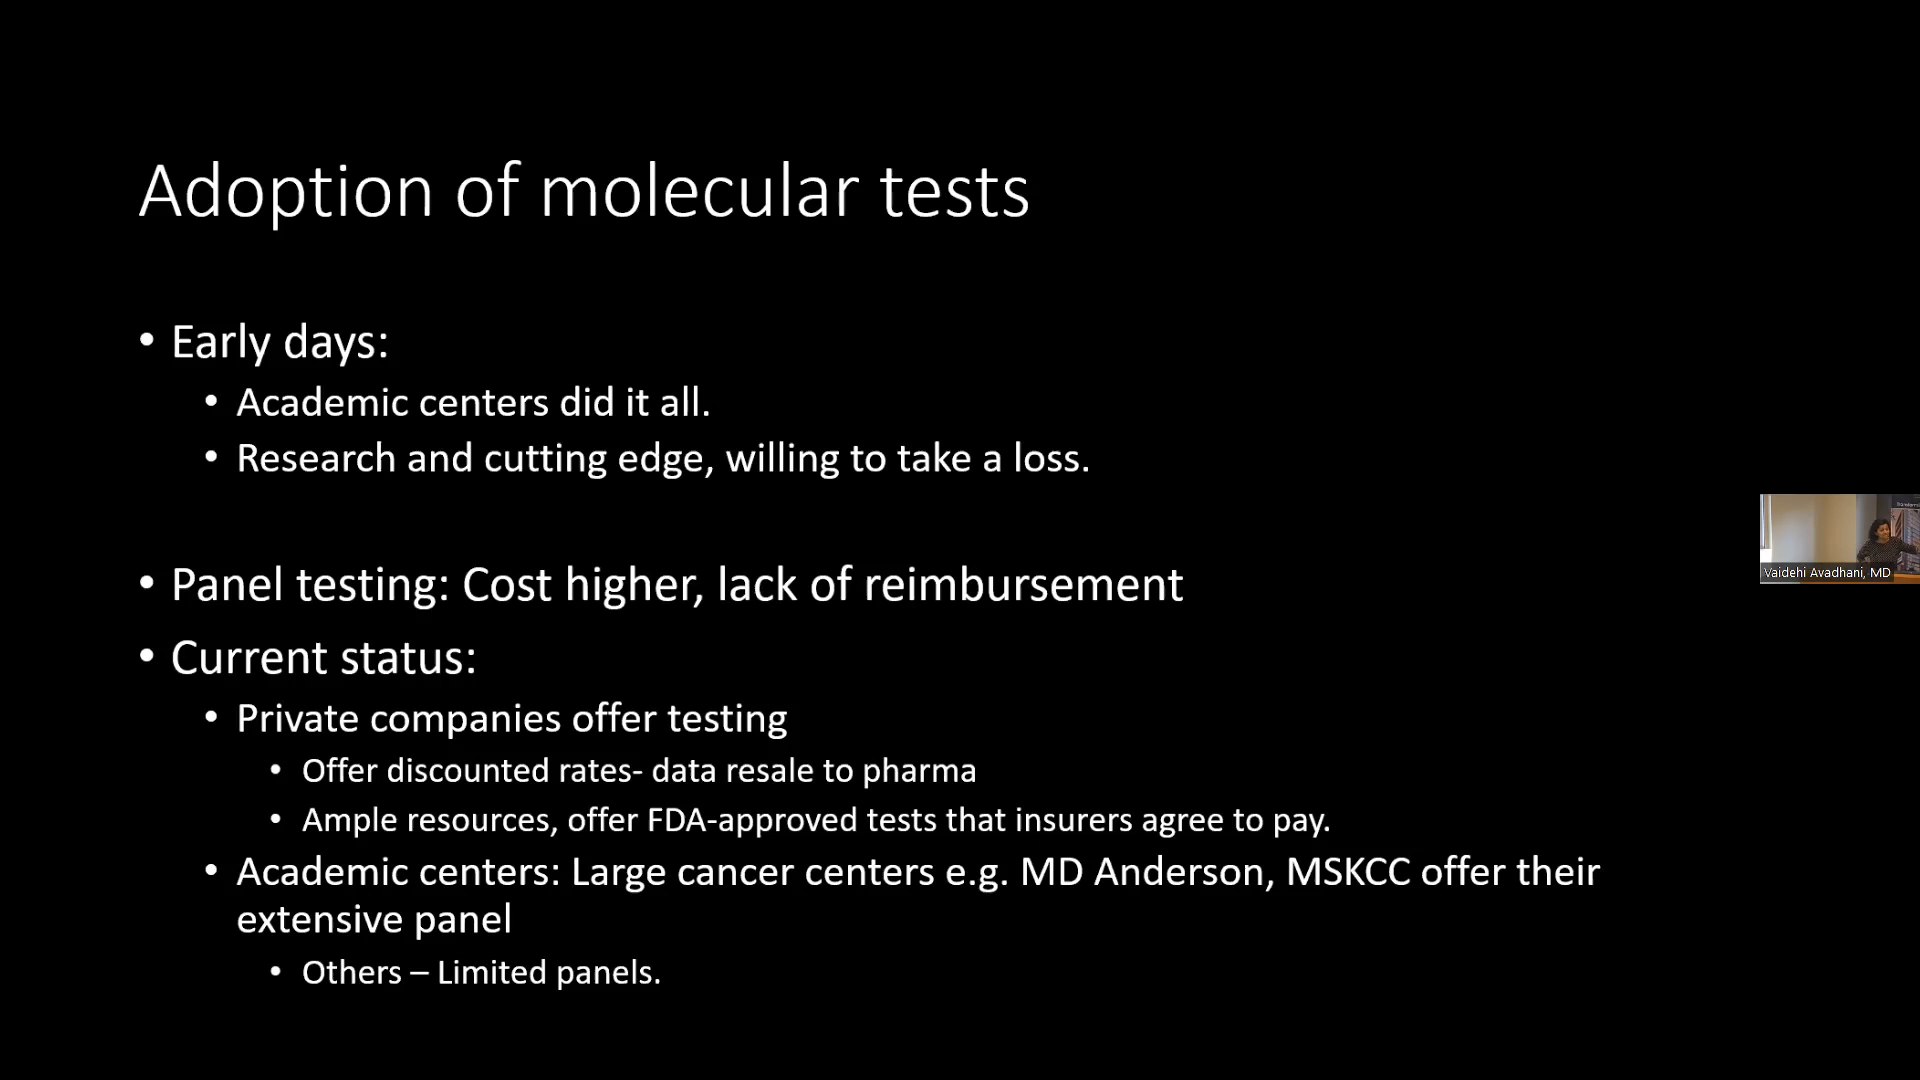 Adoption of molecular tests
• Early days:
• Academic centers did it all.
• Research and cutting edge, willing to take a loss.
• Panel testing: Cost higher, lack of reimbursement
• Current status:
• Private companies offer testing
• Offer discounted rates- data resale to pharma
• Ample resources, offer FDA-approved tests that insurers agree to pay.
• Academic centers: Large cancer centers e.g. MD Anderson, MSKCC offer their
extensive panel
• Others – Limited panels.
Vaidehi Avadhani, MD